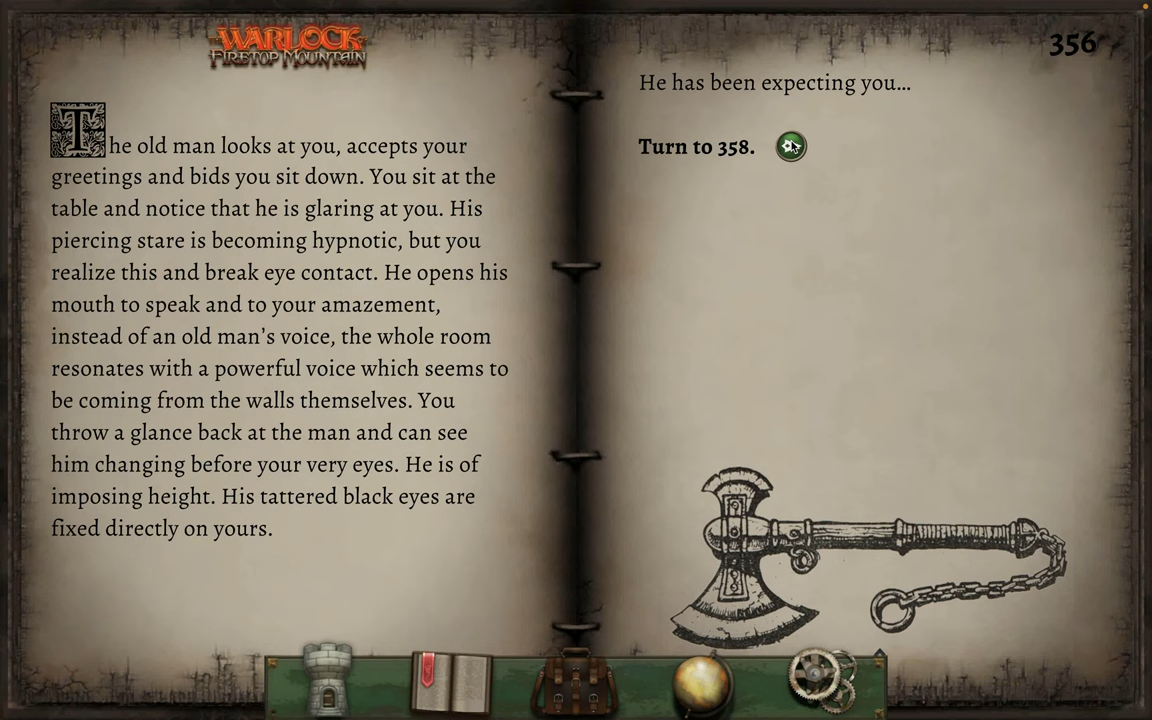 WARLOCK
FIRETOP MOUNTAIN
356
The old man looks at you, accepts your
greetings and bids you sit down. You sit at the
table and notice that he is glaring at you. His
piercing stare is becoming hypnotic, but you
realize this and break eye contact. He opens his
mouth to speak and to your amazement,
instead of an old man's voice, the whole room
resonates with a powerful voice which seems to
be coming from the walls themselves. You
throw a glance back at the man and can see
him changing before your very eyes. He is of
imposing height. His tattered black eyes are
fixed directly on yours.
He has been expecting you...
Turn to 358.